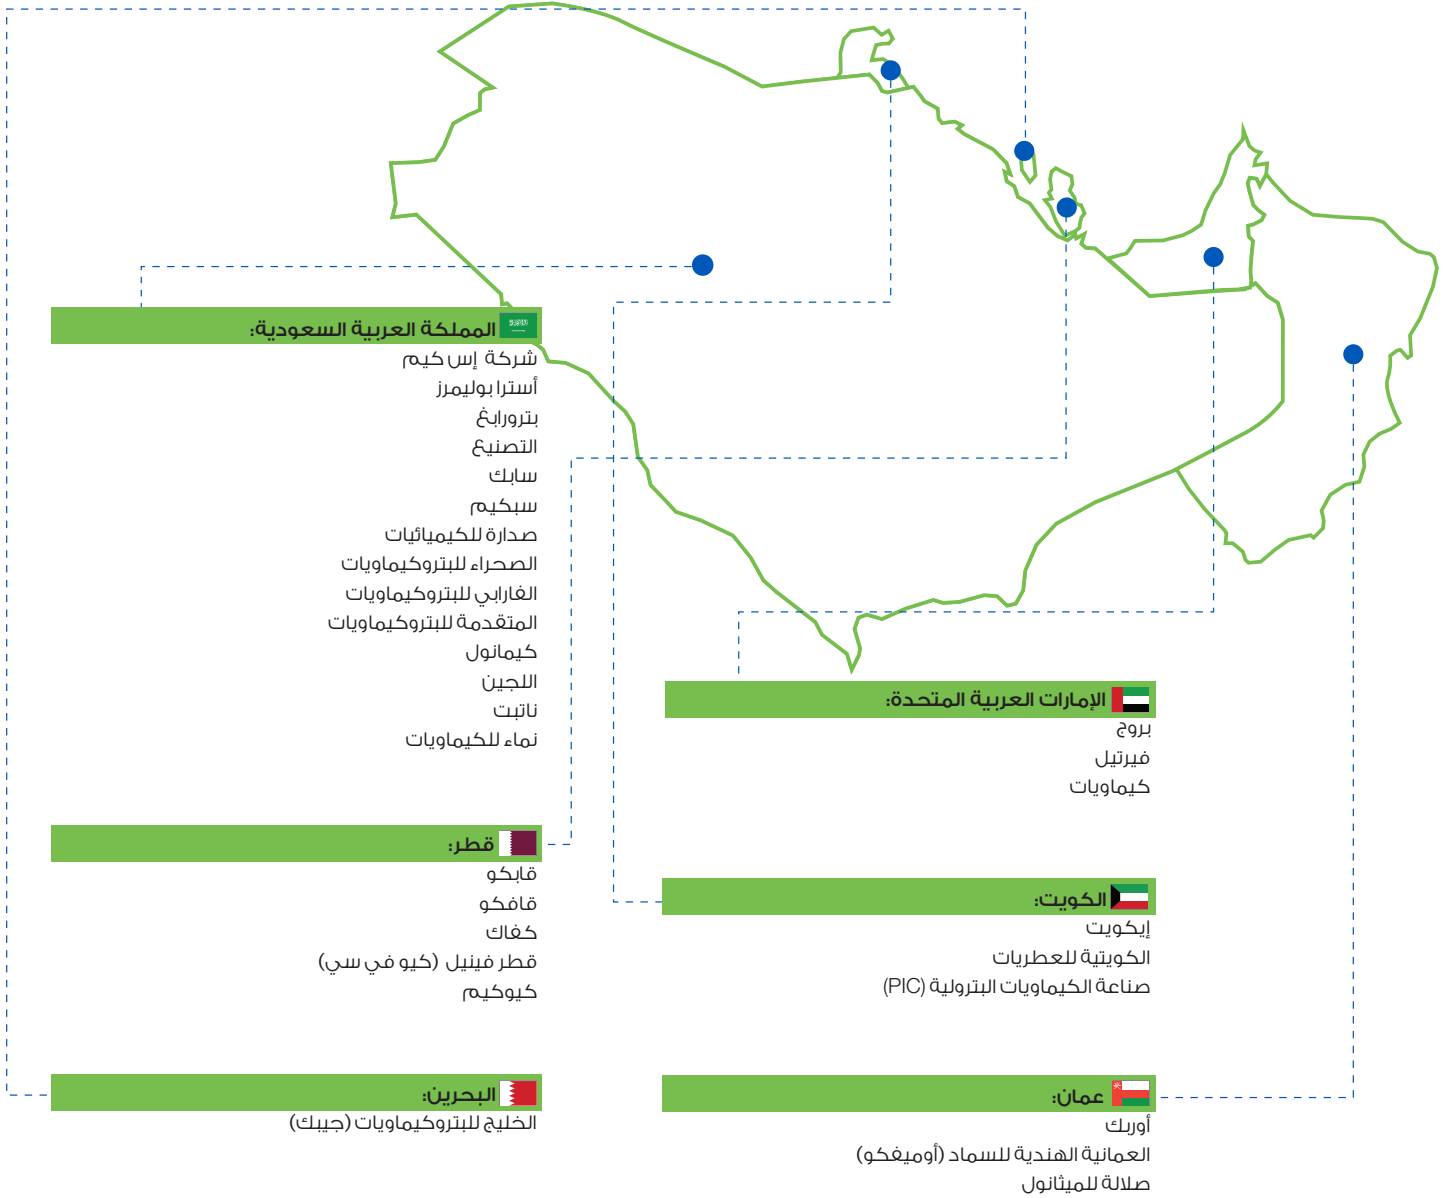 المملكة العربية السعودية:
شركة إس كيم
أسترا بوليمرز
بترورابغ
التصنيع
سابك
سبكيم
صدارة للكيميائيات
الصحراء للبتروكيماويات
الفارابي للبتروكيماويات
المتقدمة للبتروكيماويات
كيمانول
اللجين
ناتبت
نماء للكيماويات
الإمارات العربية المتحدة:
بروج
فيرتيل
كيماويات
قطر:
قابكو
قافكو
كفاك
قطر فينيل (كيو في سي)
كيوكيم
الكويت:
إيكويت
الكويتية للعطريات
صناعة الكيماويات البترولية (PIC)
البحرين:
الخليج للبتروكيماويات (جيبك)
عمان:
أوربك
العمانية الهندية للسماد (أوميفكو)
صلالة للميثانول